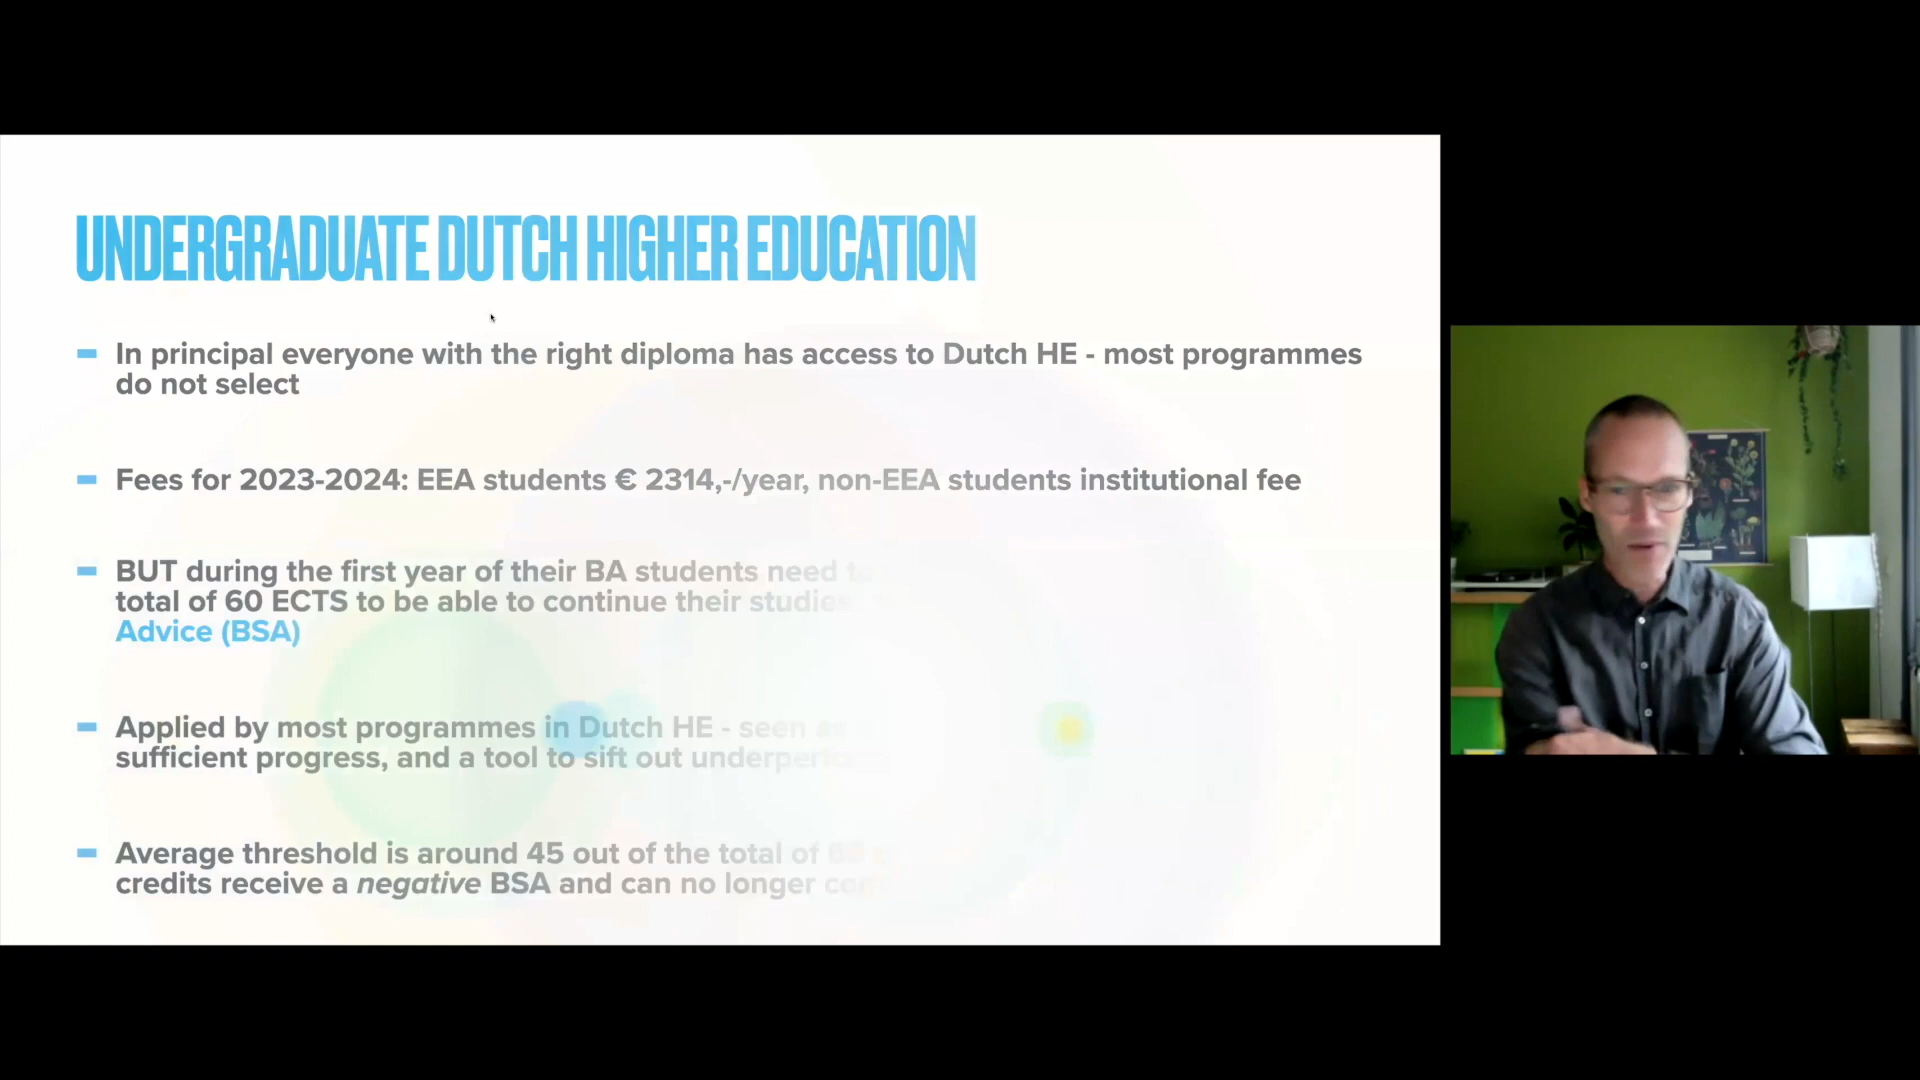 UNDERGRADUATE DUTCH HIGHER EDUCATION
In principal everyone with the right diploma has access to Dutch HE - most programmes
do not select
Fees for 2023-2024: EEA students € 2314,-/year, non-EEA students institutional fee
BUT during the first year of their BA students need to
total of 60 ECTS to be able to continue their studies
Advice (BSA)
Applied by most programmes in Dutch HE - seen as
sufficient progress, and a tool to sift out
Average threshold is around 45 out of the total of
credits receive a negative BSA and can no longer